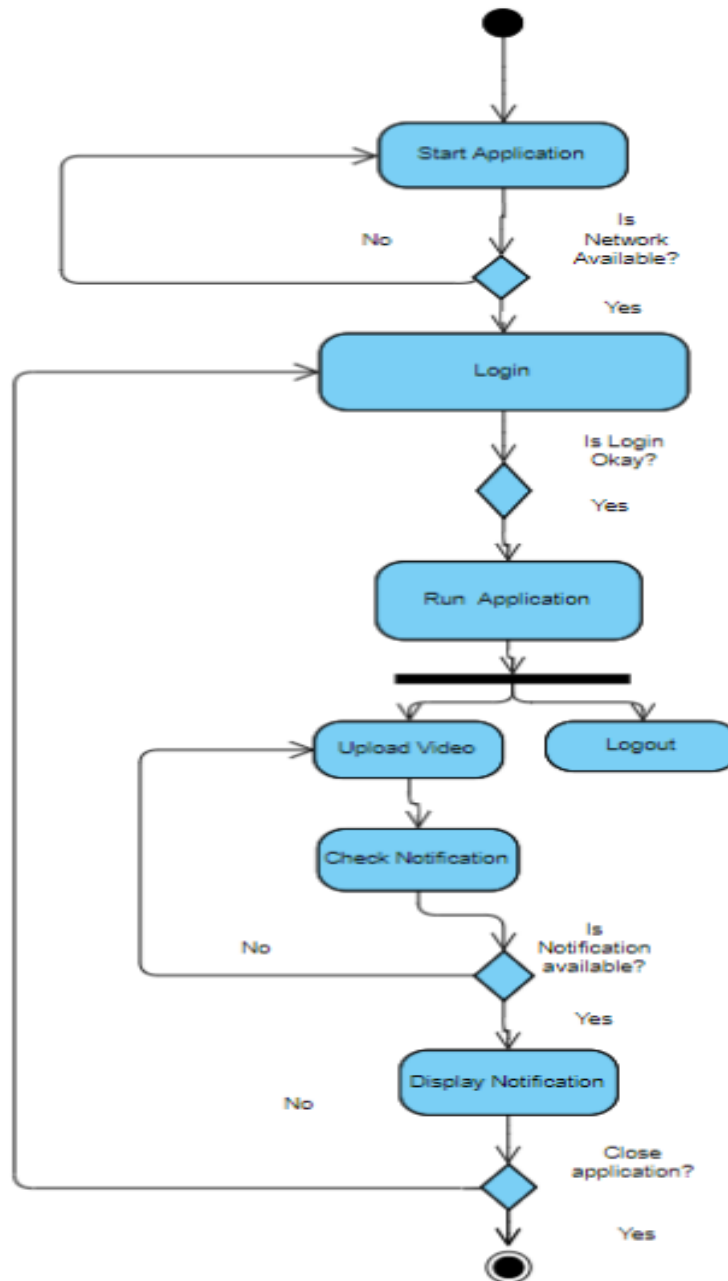 Start Application
No
Is
Network
Available?
Yes
Login
Is Login
Okay?
Yes
Run Application
Upload Video
Logout
Check Notification
No
Is
Notification
available?
Yes
Display Notification
No
Close
application?
Yes